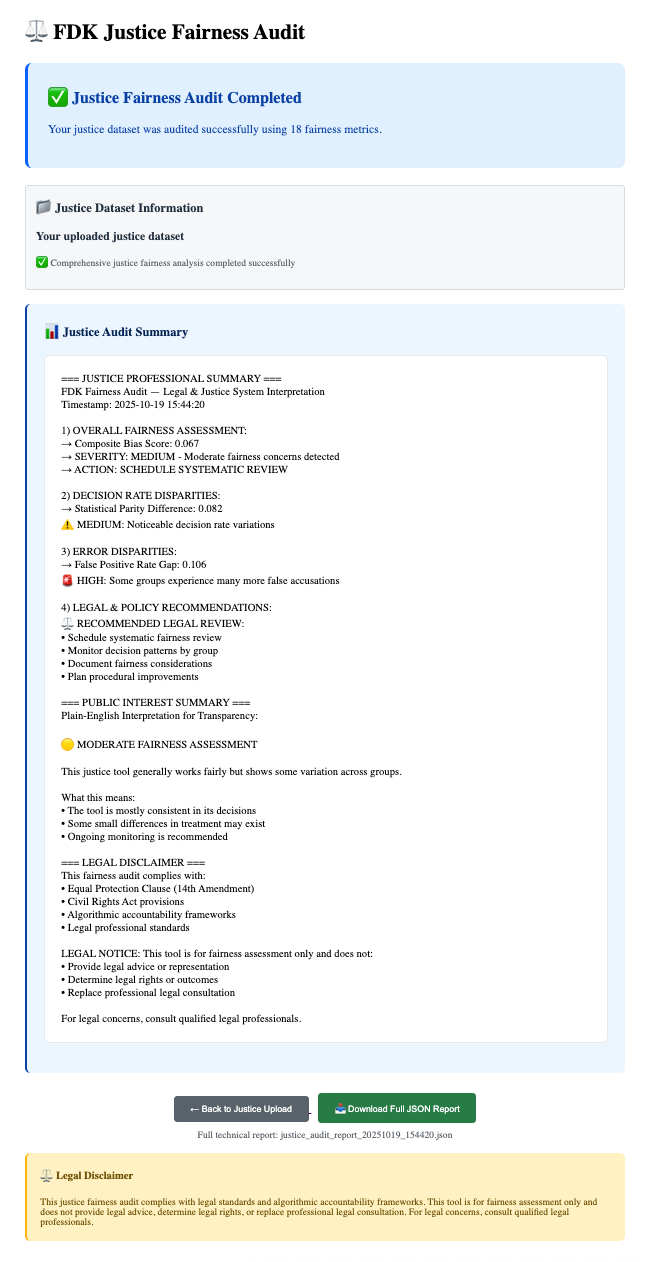 ⚖️ FDK Justice Fairness Audit
✅ Justice Fairness Audit Completed
Your justice dataset was audited successfully using 18 fairness metrics.
📁 Justice Dataset Information
Your uploaded justice dataset
✅ Comprehensive justice fairness analysis completed successfully
📊 Justice Audit Summary
=== JUSTICE PROFESSIONAL SUMMARY ===
FDK Fairness Audit — Legal & Justice System Interpretation
Timestamp: 2025-10-19 15:44:20
1) OVERALL FAIRNESS ASSESSMENT:
→ Composite Bias Score: 0.067
→ SEVERITY: MEDIUM - Moderate fairness concerns detected
→ ACTION: SCHEDULE SYSTEMATIC REVIEW
2) DECISION RATE DISPARITIES:
→ Statistical Parity Difference: 0.082
⚠️ MEDIUM: Noticeable decision rate variations
3) ERROR DISPARITIES:
→ False Positive Rate Gap: 0.106
🚨 HIGH: Some groups experience many more false accusations
4) LEGAL & POLICY RECOMMENDATIONS:
⚖️ RECOMMENDED LEGAL REVIEW:
• Schedule systematic fairness review
• Monitor decision patterns by group
• Document fairness considerations
• Plan procedural improvements
=== PUBLIC INTEREST SUMMARY ===
Plain-English Interpretation for Transparency:
🟡 MODERATE FAIRNESS ASSESSMENT
This justice tool generally works fairly but shows some variation across groups.
What this means:
• The tool is mostly consistent in its decisions
• Some small differences in treatment may exist
• Ongoing monitoring is recommended
=== LEGAL DISCLAIMER ===
This fairness audit complies with:
• Equal Protection Clause (14th Amendment)
• Civil Rights Act provisions
• Algorithmic accountability frameworks
• Legal professional standards
LEGAL NOTICE: This tool is for fairness assessment only and does not:
• Provide legal advice or representation
• Determine legal rights or outcomes
• Replace professional legal consultation
For legal concerns, consult qualified legal professionals.
← Back to Justice Upload
📥 Download Full JSON Report
Full technical report: justice_audit_report_20251019_154420.json
⚖️ Legal Disclaimer
This justice fairness audit complies with legal standards and algorithmic accountability frameworks. This tool is for fairness assessment only and
does not provide legal advice, determine legal rights, or replace professional legal consultation. For legal concerns, consult qualified legal
professionals.